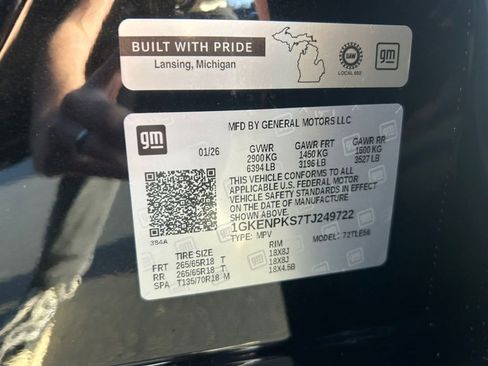 BUILT WITH PRIDE
Lansing, Michigan
UAW
LOCAL 602
gm
gm
MFD BY GENERAL MOTORS LLC
01/26 GVWR GAWR FRT GAWR RR
2900 KG 1450 KG 1600 KG
6394 LB 3196 LB 3527 LB
THIS VEHICLE CONFORMS TO ALL
APPLICABLE U.S. FEDERAL MOTOR
VEHICLE SAFETY STANDARDS IN EFFECT
ON THE DATE OF MANUFACTURE
SHOWN ABOVE.
1GKENPKS7TJ249722
TYPE: MPV MODEL: 72TLE56
384A
TIRE SIZE RIM
FRT 265/65R18 T 18X8J
RR 265/65R18 T 18X8J
SPA T135/70R18 M 18X4.5B